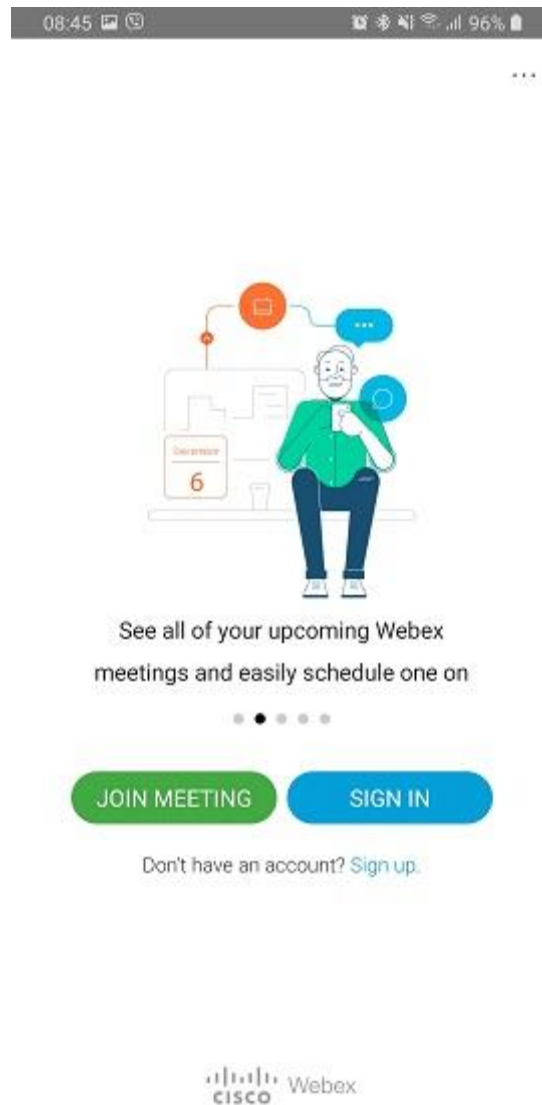 08:45 96%
December
6
See all of your upcoming Webex
meetings and easily schedule one on
JOIN MEETING SIGN IN
Don't have an account? Sign up.
CISCO Webex